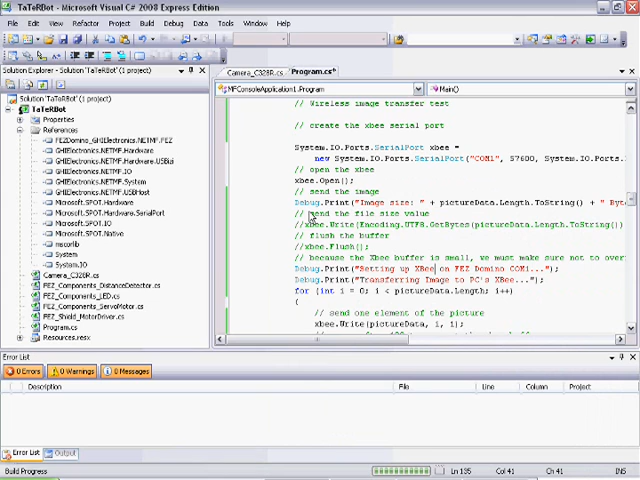 TaTeRBot - Microsoft Visual C# 2008 Express Edition
File Edit View Refactor Project Build Debug Data Tools Window Help
Solution Explorer - Solution 'TaTeRBot' (1 project)
Solution 'TaTeRBot' (1 project)
TaTeRBot
Properties
References
FEZDomino_GHIElectronics.NETMF.FEZ
GHIElectronics.NETMF.Hardware
GHIElectronics.NETMF.Hardware.USBizi
GHIElectronics.NETMF.IO
GHIElectronics.NETMF.System
GHIElectronics.NETMF.USBHost
Microsoft.SPOT.Hardware
Microsoft.SPOT.Hardware.SerialPort
Microsoft.SPOT.IO
Microsoft.SPOT.Native
mscorlib
System
System.IO
Camera_C328R.cs
FEZ_Components_DistanceDetector.cs
FEZ_Components_LED.cs
FEZ_Components_ServoMotor.cs
FEZ_Shield_MotorDriver.cs
Program.cs
Resources.resx
Camera_C328R.cs Program.cs*
MFConsoleApplication1.Program Main()
// Wireless image transfer test
// create the xbee serial port
System.IO.Ports.SerialPort xbee =
new System.IO.Ports.SerialPort("COM1", 57600, System.IO.Ports.
// open the xbee
xbee.Open();
// send the image
Debug.Print("Image size: " + pictureData.Length.ToString() + " Byt
// send the file size value
//xbee.Write(Encoding.UTF8.GetBytes(pictureData.Length.ToString())
// flush the buffer
//xbee.Flush();
// because the XBee buffer is small, we must make sure not to over
Debug.Print("Setting up XBee on FEZ Domino COM1...");
Debug.Print("Transferring Image to PC's XBee...");
for (int i = 0; i < pictureData.Length; i++)
{
// send one element of the picture
xbee.Write(pictureData, i, 1);
Error List
0 Errors 0 Warnings 0 Messages
Description File Line Column Project
Error List Output
Build Progress Ln 135 Col 41 Ch 41 INS